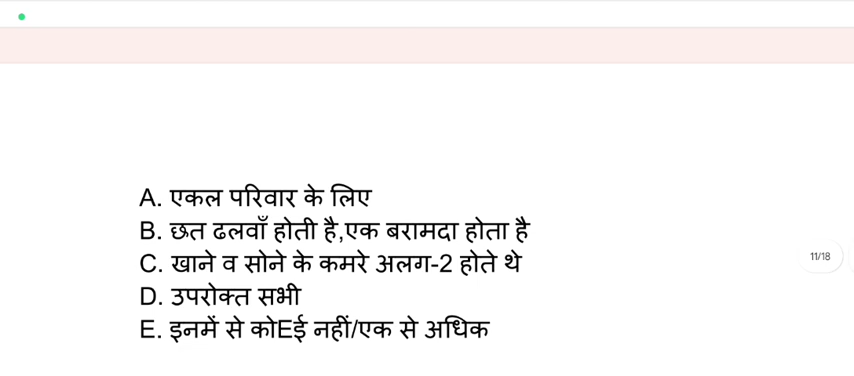 A. एकल परिवार के लिए
B. छत ढलवाँ होती है,एक बरामदा होता है
C. खाने व सोने के कमरे अलग-2 होते थे
D. उपरोक्त सभी
E. इनमें से कोEई नहीं/एक से अधिक
11/18